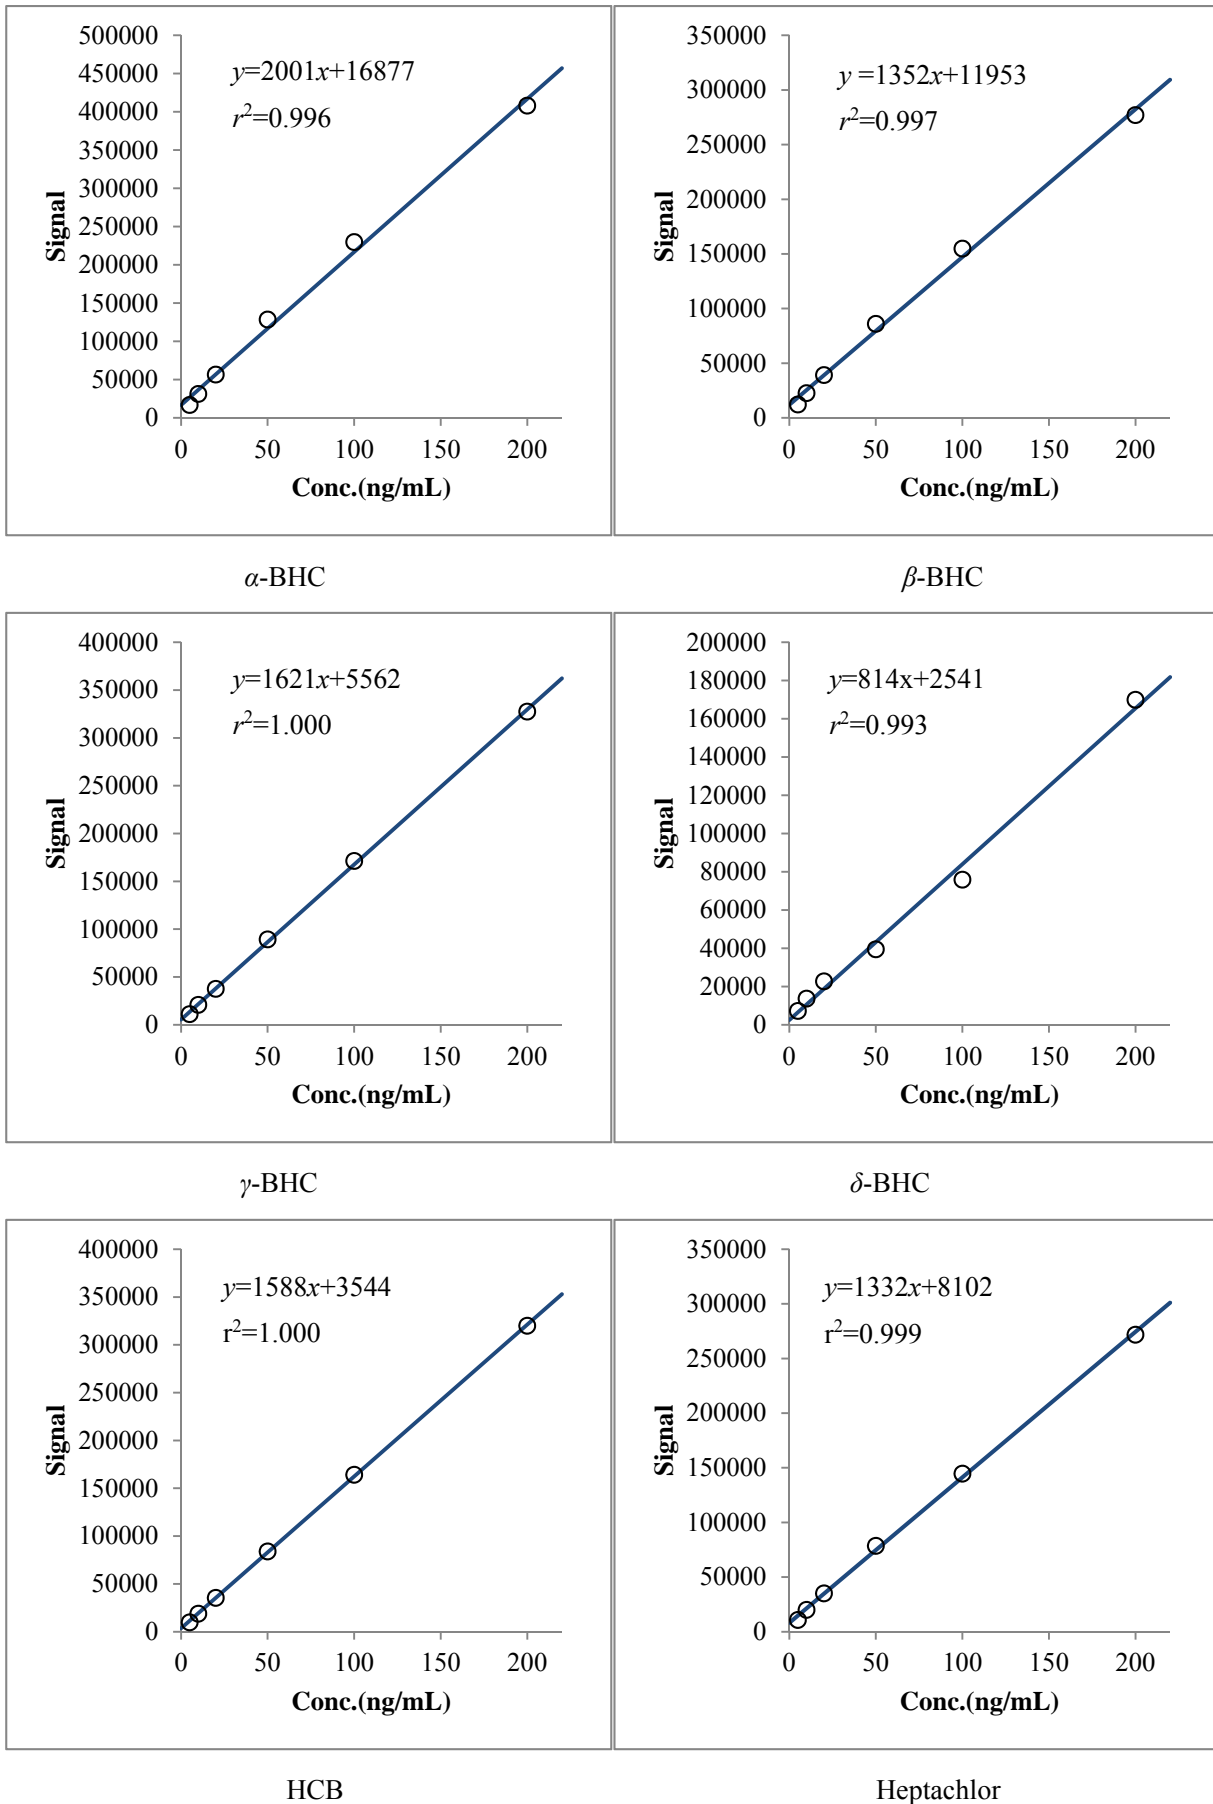 500000
450000
400000
350000
300000
250000
200000
150000
100000
50000
0
y=2001x+16877
r²=0.996
Signal
0 50 100 150 200
Conc.(ng/mL)
α-BHC
350000
300000
250000
200000
150000
100000
50000
0
y =1352x+11953
r²=0.997
Signal
0 50 100 150 200
Conc.(ng/mL)
β-BHC
400000
350000
300000
250000
200000
150000
100000
50000
0
y=1621x+5562
r²=1.000
Signal
0 50 100 150 200
Conc.(ng/mL)
γ-BHC
200000
180000
160000
140000
120000
100000
80000
60000
40000
20000
0
y=814x+2541
r²=0.993
Signal
0 50 100 150 200
Conc.(ng/mL)
δ-BHC
400000
350000
300000
250000
200000
150000
100000
50000
0
y=1588x+3544
r²=1.000
Signal
0 50 100 150 200
Conc.(ng/mL)
HCB
350000
300000
250000
200000
150000
100000
50000
0
y=1332x+8102
r²=0.999
Signal
0 50 100 150 200
Conc.(ng/mL)
Heptachlor